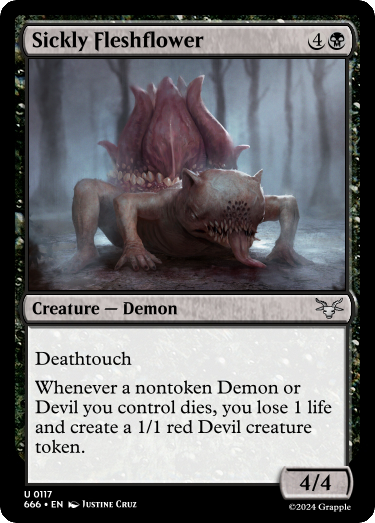 Sickly Fleshflower 4
Creature — Demon
Deathtouch
Whenever a nontoken Demon or
Devil you control dies, you lose 1 life
and create a 1/1 red Devil creature
token.
4/4
U 0117
666 • EN Justine Cruz
©2024 Grapple